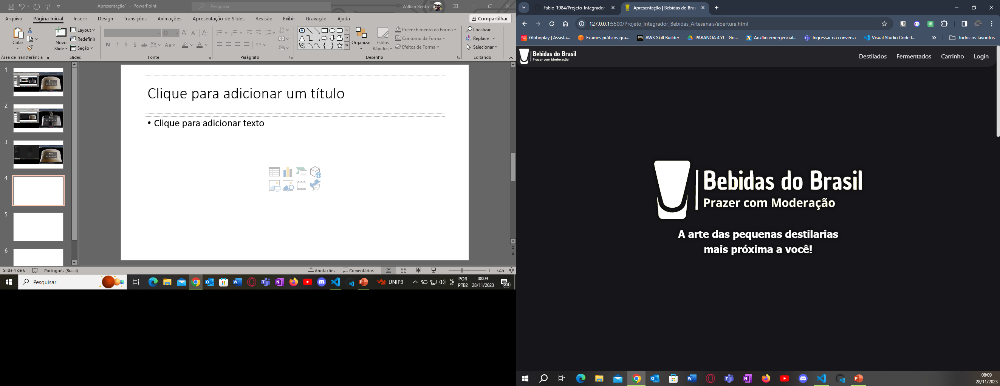 Apresentação1 - PowerPoint
Pesquisar
Willian Bento
Arquivo
Página Inicial
Inserir
Design
Transições
Animações
Apresentação de Slides
Revisão
Exibir
Gravação
Ajuda
Compartilhar
Colar
Novo
Slide
Layout
Redefinir
Seção
60
N I S S ab AV Aa A
Organizar
Estilos
Rápidos
Preenchimento da Forma
Contorno da Forma
Efeitos de Forma
Localizar
Replace
Selecionar
Área de Transferência
Slides
Fonte
Parágrafo
Desenho
Editando
1
2
3
4
5
6
Clique para adicionar um título
• Clique para adicionar texto
Slide 4 de 6
Português (Brasil)
Anotações
Comentários
72%
Pesquisar
UNIP3
POR
PTB2
08:09
28/11/2023
24
Fabio-1984/Projeto_Integrador_
Apresentação | Bebidas do Bras
127.0.0.1:5500/Projeto_Integrador_Bebidas_Artesanais/abertura.html
Globoplay | Assista...
Exames práticos gra...
AWS Skill Builder
PARANOA 451 - Go...
Auxílio emergencial...
Ingressar na conversa
Visual Studio Code f...
Todos os favoritos
Bebidas do Brasil
Prazer com Moderação
Destilados
Fermentados
Carrinho
Login
Bebidas do Brasil
Prazer com Moderação
A arte das pequenas destilarias
mais próxima a você!
08:09
28/11/2023